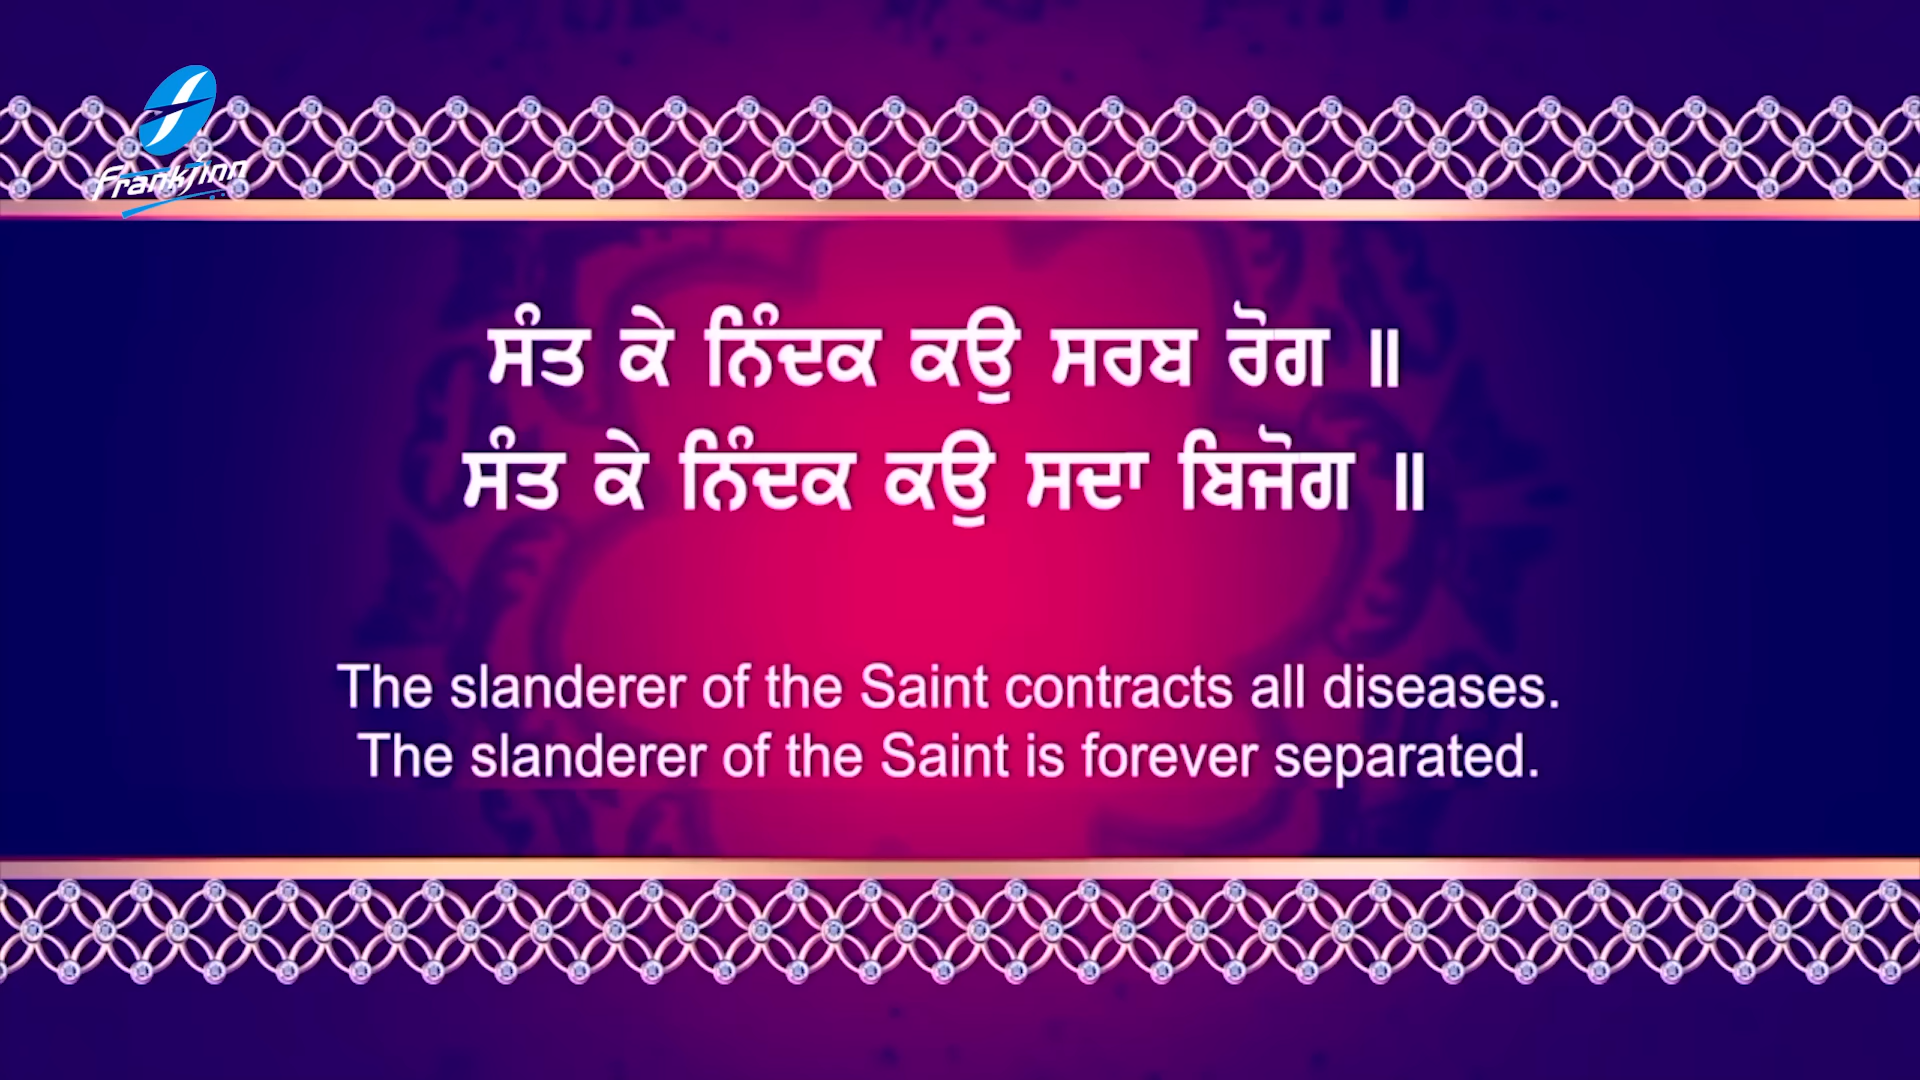 Frankfinn
ਸੰਤ ਕੇ ਨਿੰਦਕ ਕਉ ਸਰਬ ਰੋਗ ॥
ਸੰਤ ਕੇ ਨਿੰਦਕ ਕਉ ਸਦਾ ਬਿਜੋਗ ॥
The slanderer of the Saint contracts all diseases.
The slanderer of the Saint is forever separated.